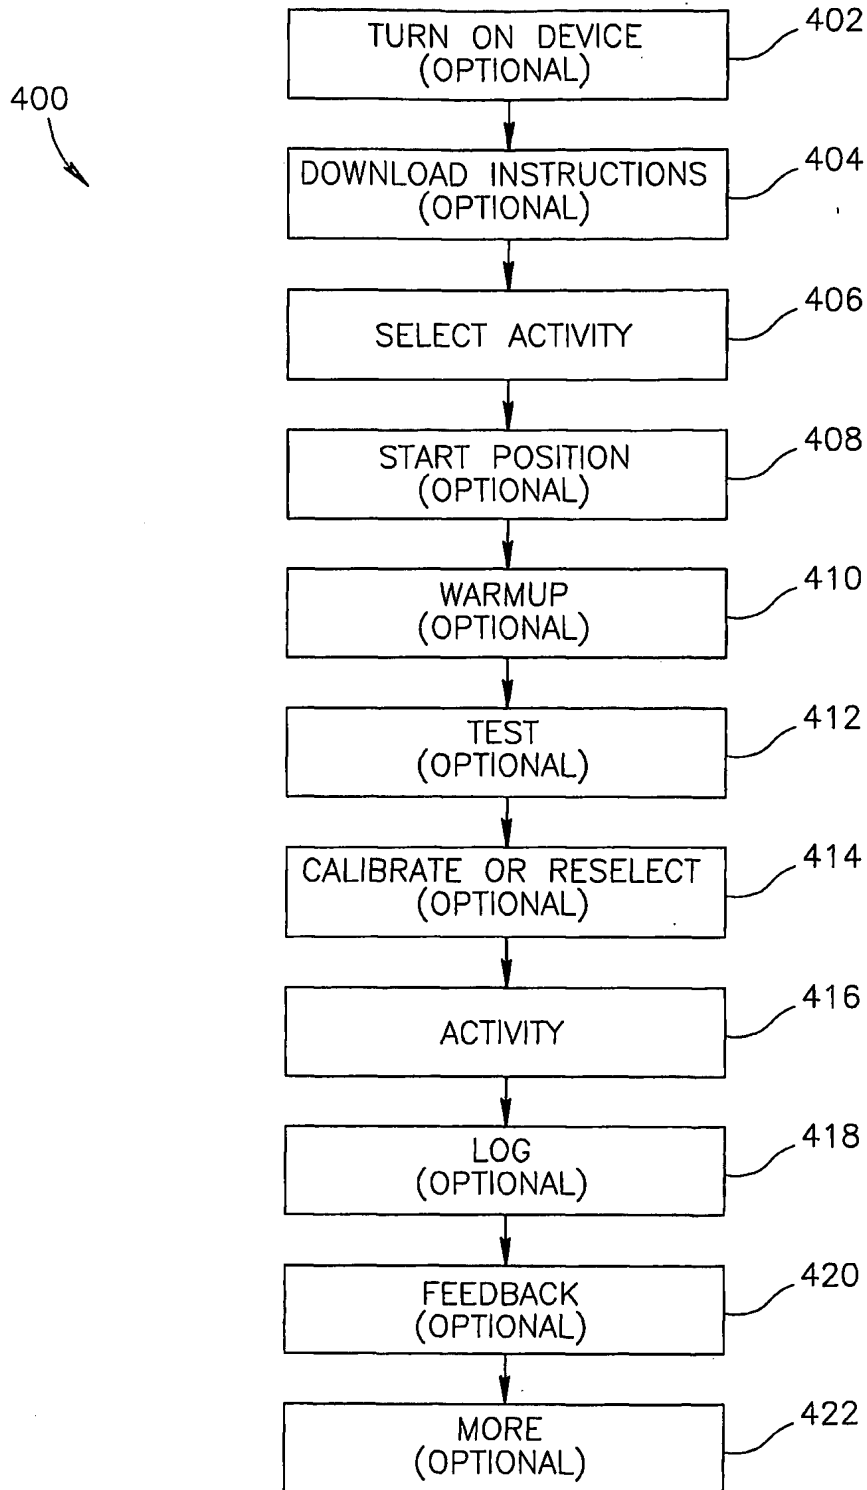 TURN ON DEVICE
(OPTIONAL)
402
400
DOWNLOAD INSTRUCTIONS
(OPTIONAL)
404
SELECT ACTIVITY
406
START POSITION
(OPTIONAL)
408
WARMUP
(OPTIONAL)
410
TEST
(OPTIONAL)
412
CALIBRATE OR RESELECT
(OPTIONAL)
414
ACTIVITY
416
LOG
(OPTIONAL)
418
FEEDBACK
(OPTIONAL)
420
MORE
(OPTIONAL)
422